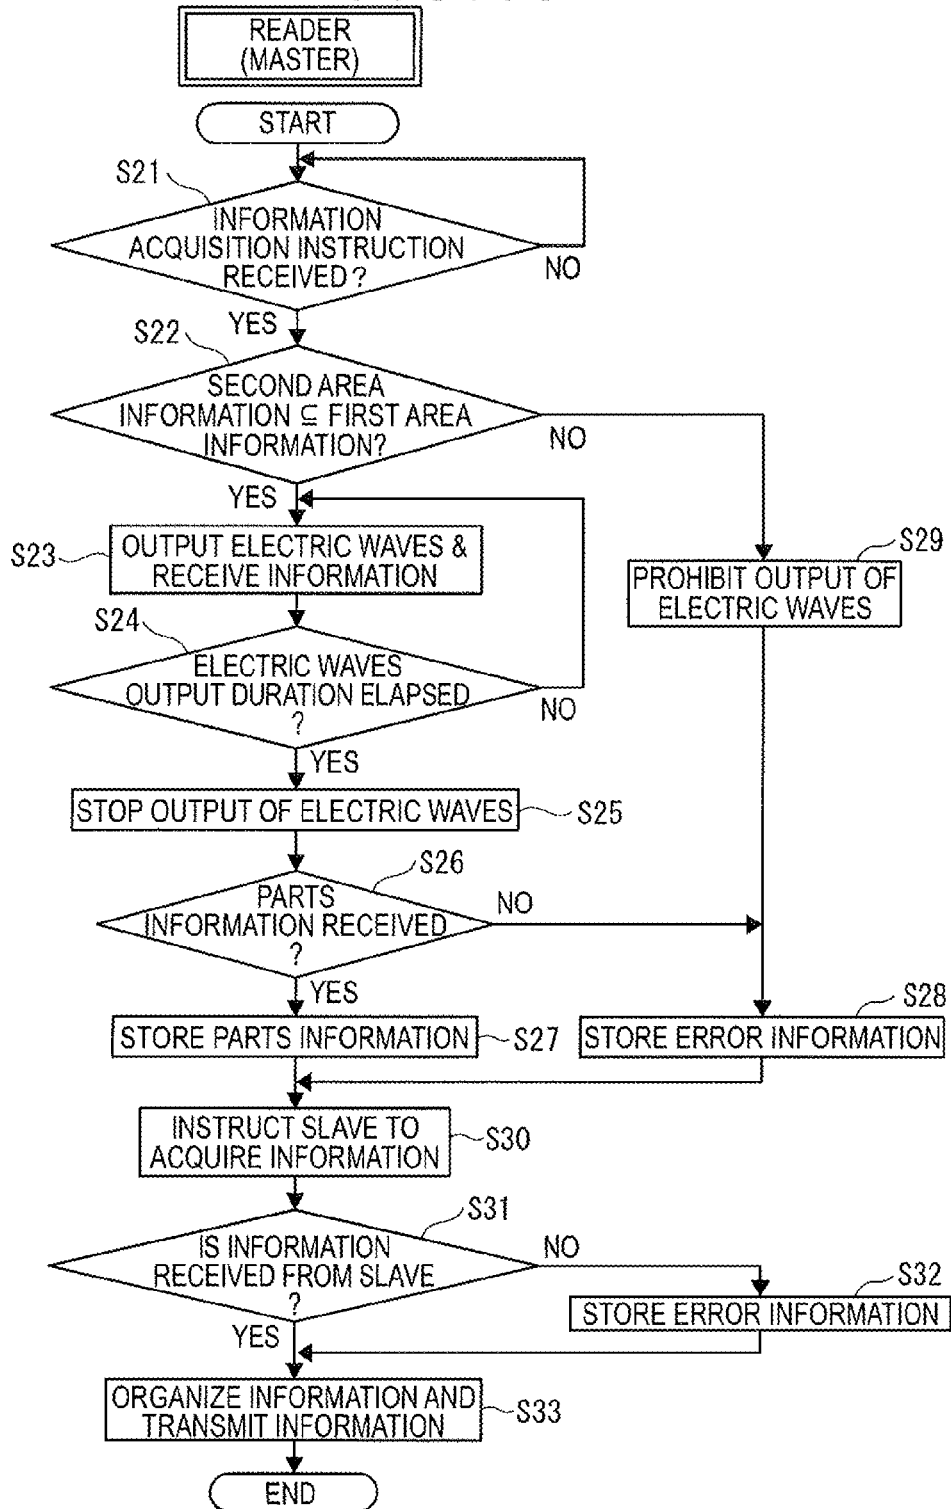 READER
(MASTER)
START
S21
INFORMATION
ACQUISITION INSTRUCTION
RECEIVED?
NO
YES
S22
SECOND AREA
INFORMATION ⊆ FIRST AREA
INFORMATION?
NO
YES
S23
OUTPUT ELECTRIC WAVES &
RECEIVE INFORMATION
S29
PROHIBIT OUTPUT OF
ELECTRIC WAVES
S24
ELECTRIC WAVES
OUTPUT DURATION ELAPSED
?
NO
YES
STOP OUTPUT OF ELECTRIC WAVES
S25
S26
PARTS
INFORMATION RECEIVED
?
NO
YES
STORE PARTS INFORMATION
S27
S28
STORE ERROR INFORMATION
INSTRUCT SLAVE TO
ACQUIRE INFORMATION
S30
S31
IS INFORMATION
RECEIVED FROM SLAVE
?
NO
YES
S32
STORE ERROR INFORMATION
ORGANIZE INFORMATION AND
TRANSMIT INFORMATION
S33
END